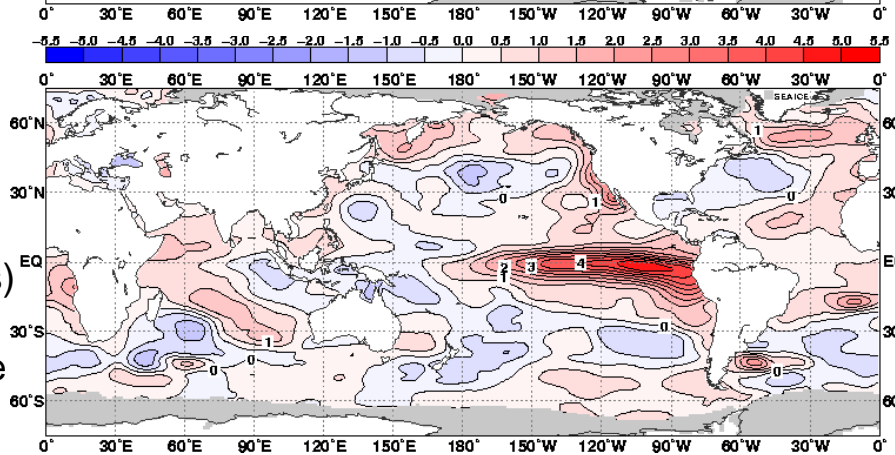 0° 30°E 60°E 90°E 120°E 150°E 180° 150°W 120°W 90°W 60°W 30°W 0°
-5.5 -5.0 -4.5 -4.0 -3.5 -3.0 -2.5 -2.0 -1.5 -1.0 -0.5 0.0 0.5 1.0 1.5 2.0 2.5 3.0 3.5 4.0 4.5 5.0 5.5
0° 30°E 60°E 90°E 120°E 150°E 180° 150°W 120°W 90°W 60°W 30°W 0°
SEAICE
60°N 1 60
30°N 0 1 0 30
EQ 2 3 4 EQ
) 1
30°S 1 0 30
e 0 0 0
60°S 60
0° 30°E 60°E 90°E 120°E 150°E 180° 150°W 120°W 90°W 60°W 30°W 0°